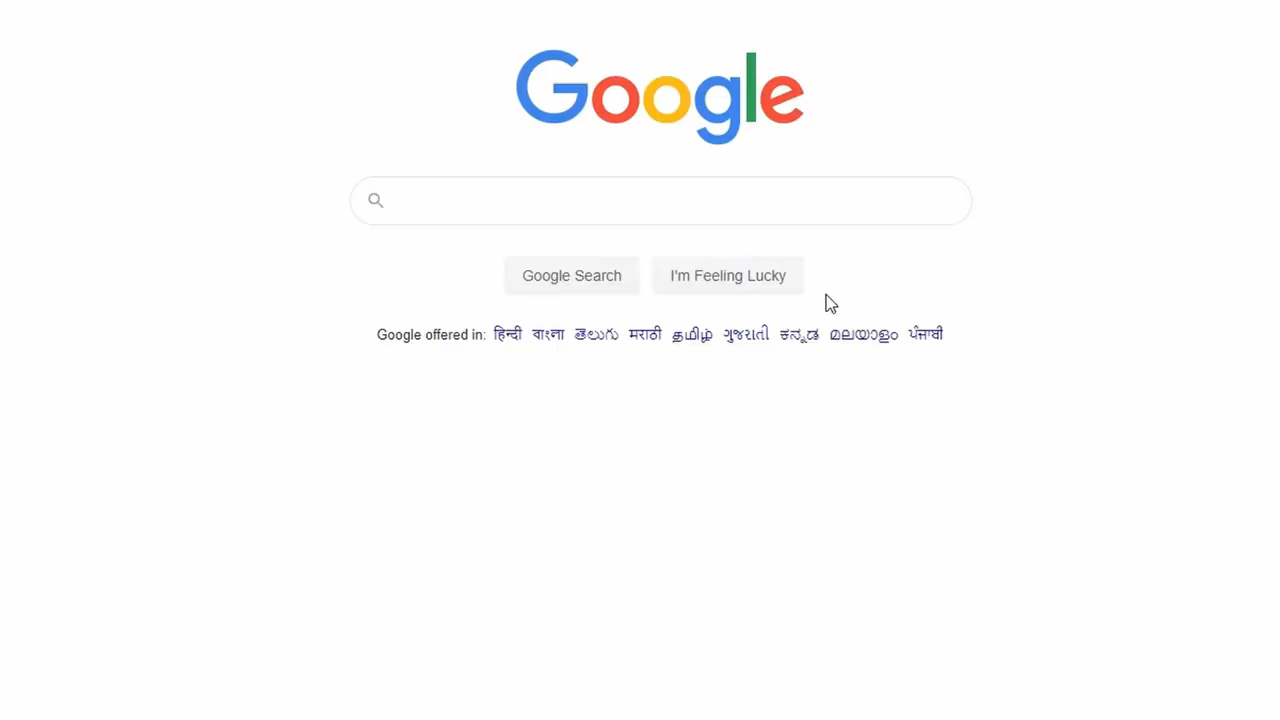 Google
Google Search I'm Feeling Lucky
Google offered in: हिन्दी বাংলা తెలుగు मराठी தமிழ் ગુજરાતી ಕನ್ನಡ മലയാളം ਪੰਜਾਬੀ